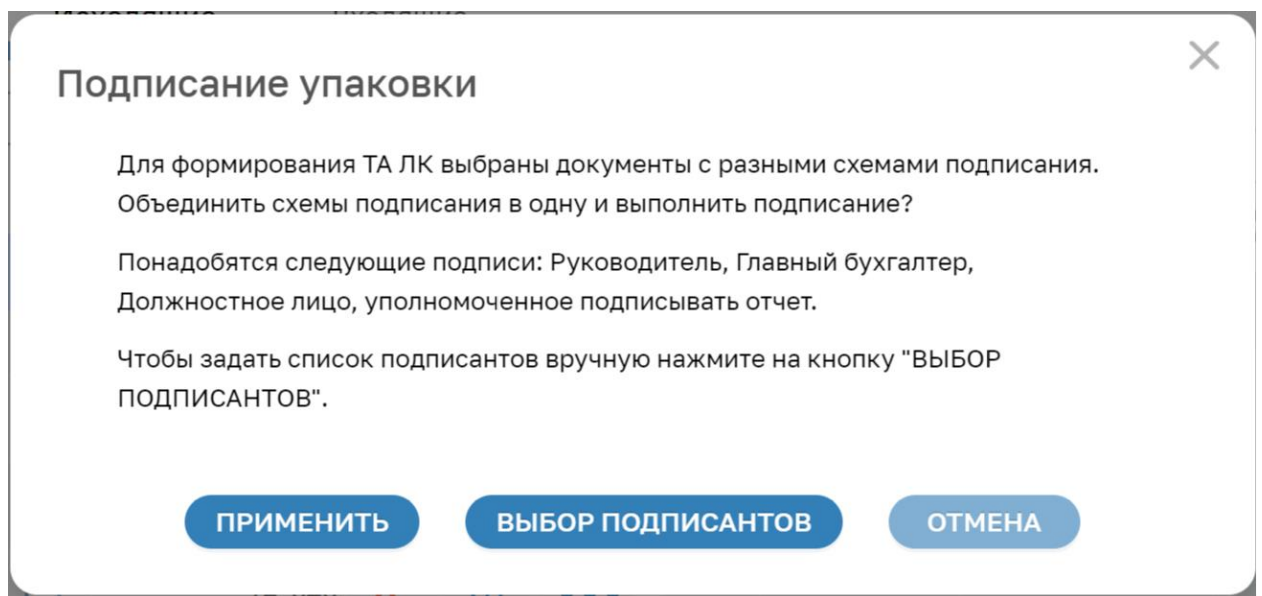 Подписание упаковки
Для формирования ТА ЛК выбраны документы с разными схемами подписания.
Объединить схемы подписания в одну и выполнить подписание?
Понадобятся следующие подписи: Руководитель, Главный бухгалтер,
Должностное лицо, уполномоченное подписывать отчет.
Чтобы задать список подписантов вручную нажмите на кнопку "ВЫБОР
ПОДПИСАНТОВ".
ПРИМЕНИТЬ ВЫБОР ПОДПИСАНТОВ ОТМЕНА